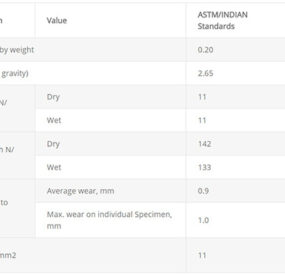 n Value ASTM/INDIAN
Standards
by weight 0.20
gravity) 2.65
N/ Dry 11
Wet 11
n N/ Dry 142
Wet 133
to Average wear, mm 0.9
Max. wear on individual Specimen,
mm 1.0
mm2 11